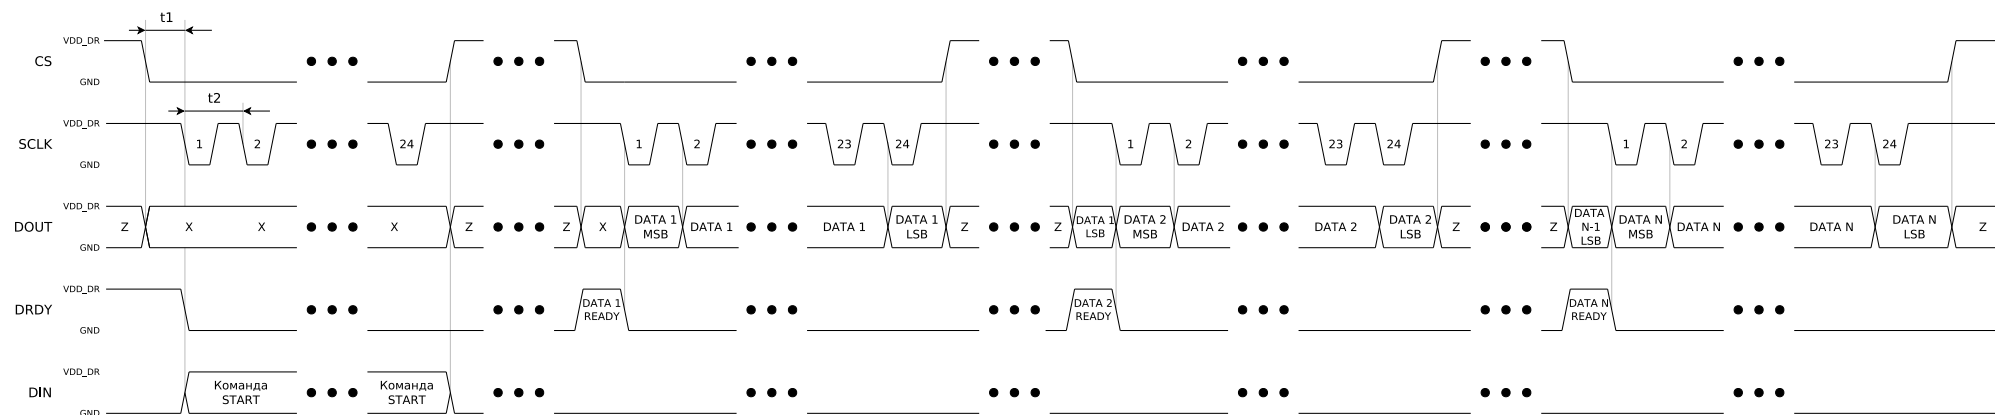 t1
VDD_DR
CS
GND
t2
VDD_DR
SCLK 1 2 24 1 2 23 24 1 2 23 24 1 2 23 24
GND
VDD_DR
DOUT Z X X X Z Z X DATA 1 MSB DATA 1 DATA 1 DATA 1 LSB Z Z DATA 1 LSB DATA 2 MSB DATA 2 DATA 2 DATA 2 LSB Z Z DATA N-1 LSB DATA N MSB DATA N DATA N DATA N LSB Z
GND
VDD_DR
DRDY DATA 1 READY DATA 2 READY DATA N READY
GND
VDD_DR
DIN Команда START Команда START
GND